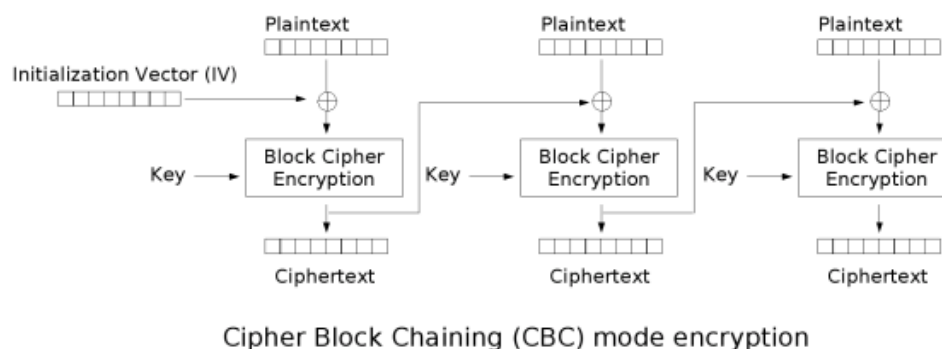 Plaintext Plaintext Plaintext
Initialization Vector (IV)
Key Block Cipher Encryption Key Block Cipher Encryption Key Block Cipher Encryption
Ciphertext Ciphertext Ciphertext
Cipher Block Chaining (CBC) mode encryption